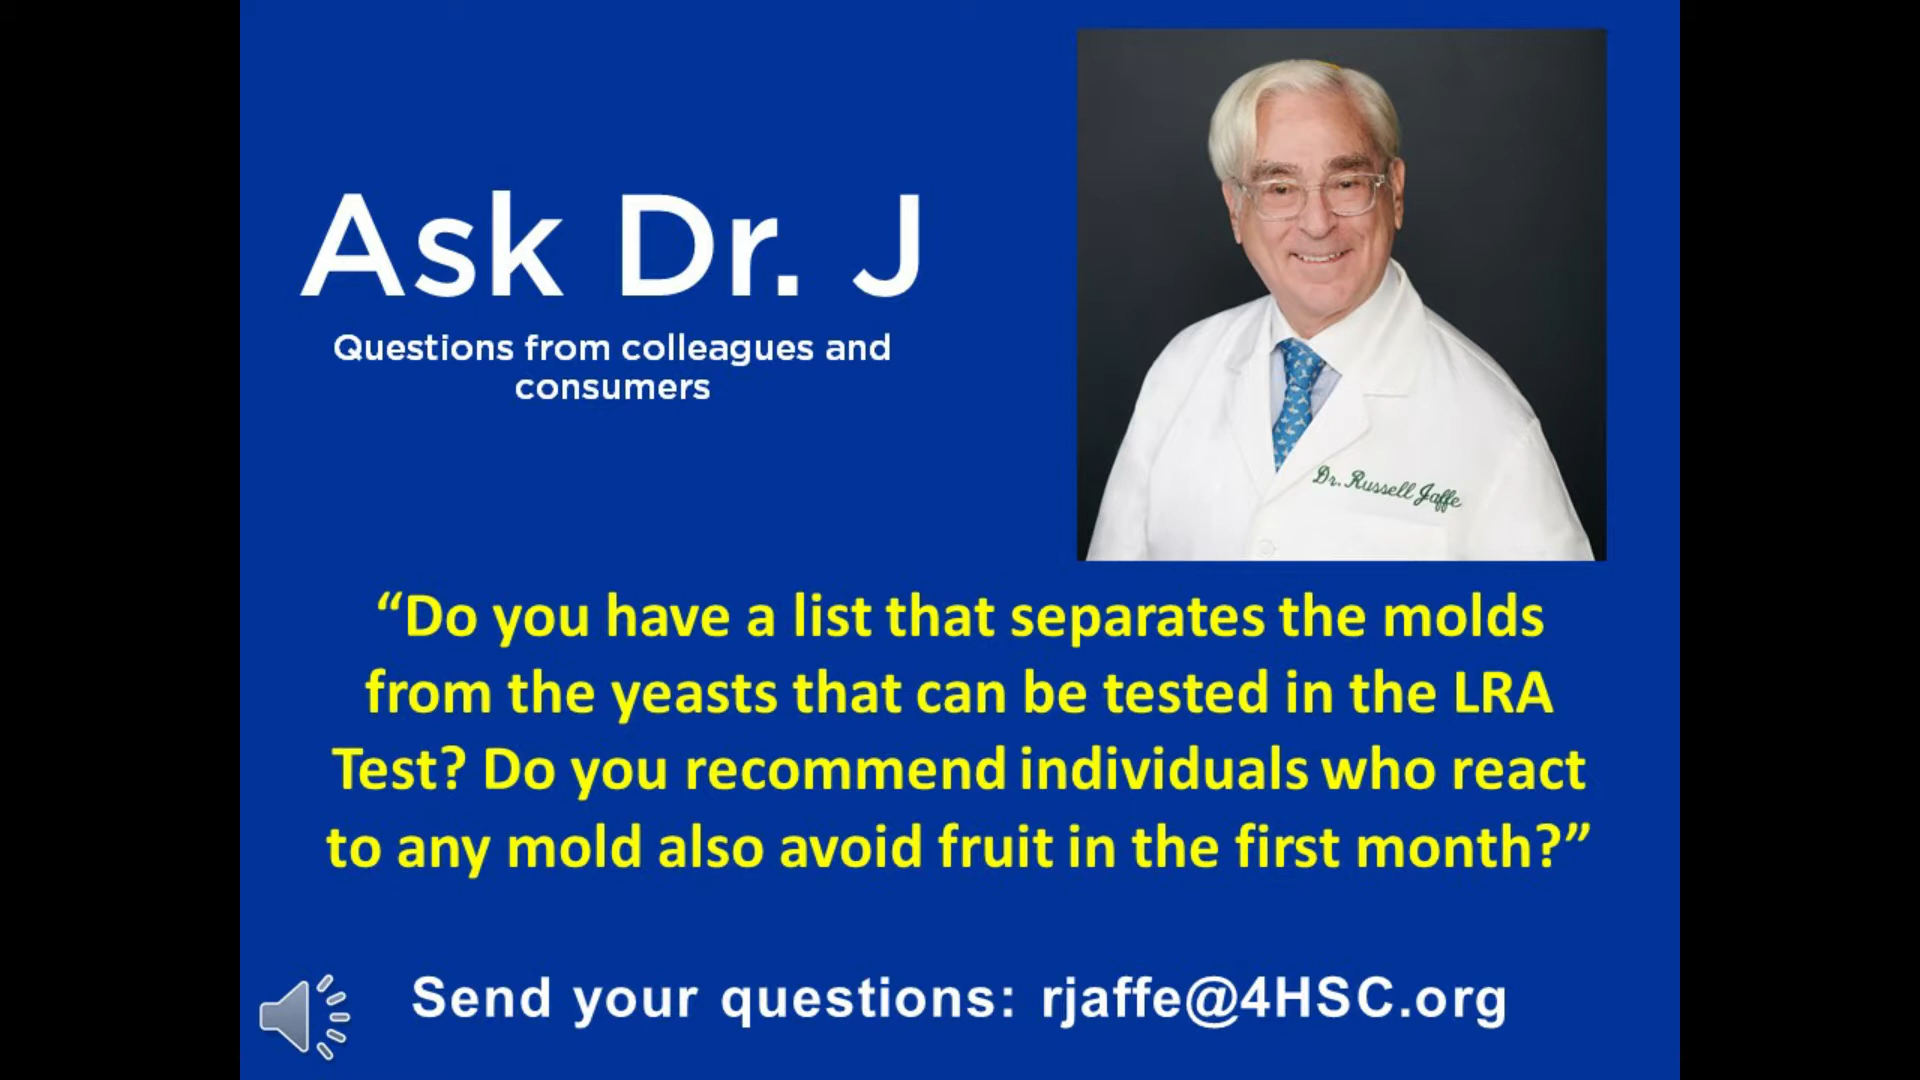 Ask Dr. J
Questions from colleagues and
consumers
Dr. Russell Jaffe
“Do you have a list that separates the molds
from the yeasts that can be tested in the LRA
Test? Do you recommend individuals who react
to any mold also avoid fruit in the first month?”
Send your questions: rjaffe@4HSC.org